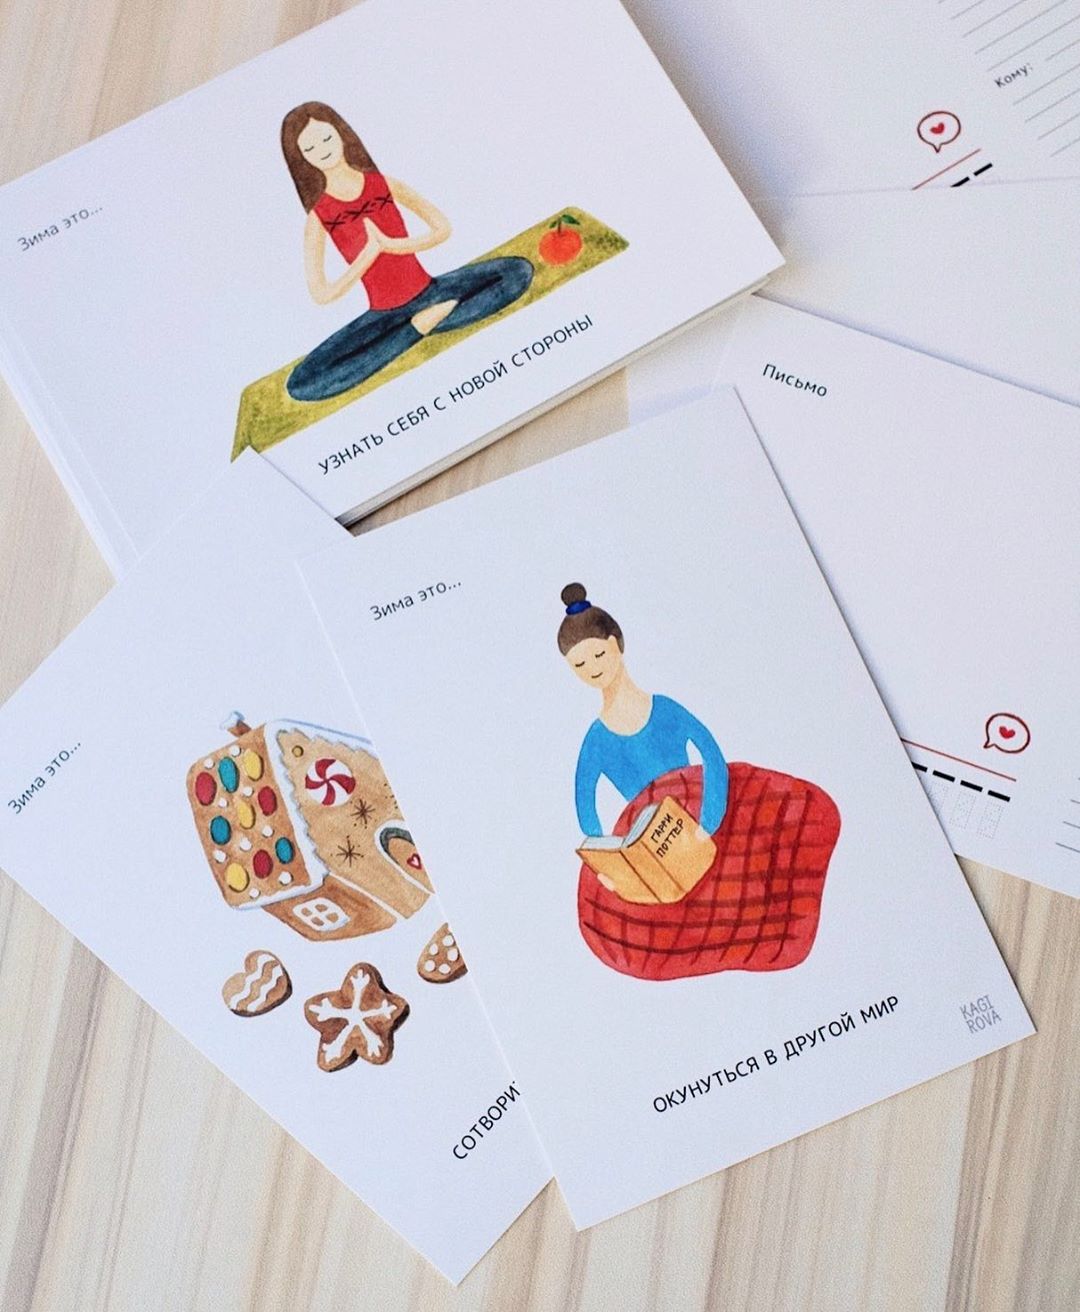 Кому:
Зима это...
УЗНАТЬ СЕБЯ С НОВОЙ СТОРОНЫ
Письмо
Зима это...
ГАРРИ
ПОТТЕР
KAGI
ROVA
ОКУНУТЬСЯ В ДРУГОЙ МИР
Зима это...
СОТВОРИ